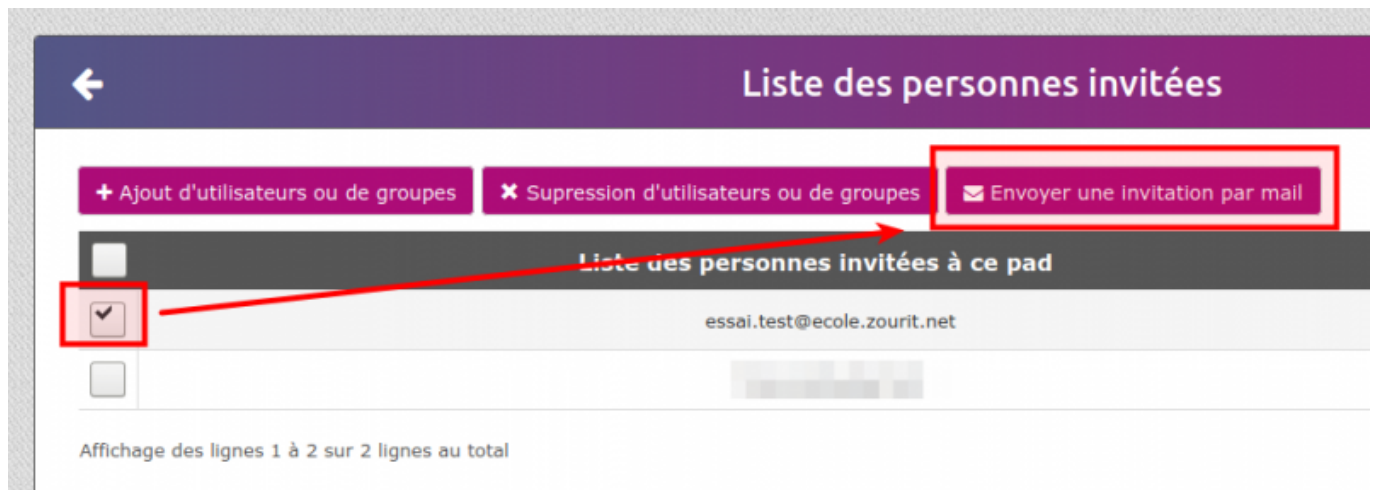 Liste des personnes invitées
Ajout d'utilisateurs ou de groupes
Supression d'utilisateurs ou de groupes
Envoyer une invitation par mail
Liste des personnes invitées à ce pad
essai.test@ecole.zourit.net
Affichage des lignes 1 à 2 sur 2 lignes au total